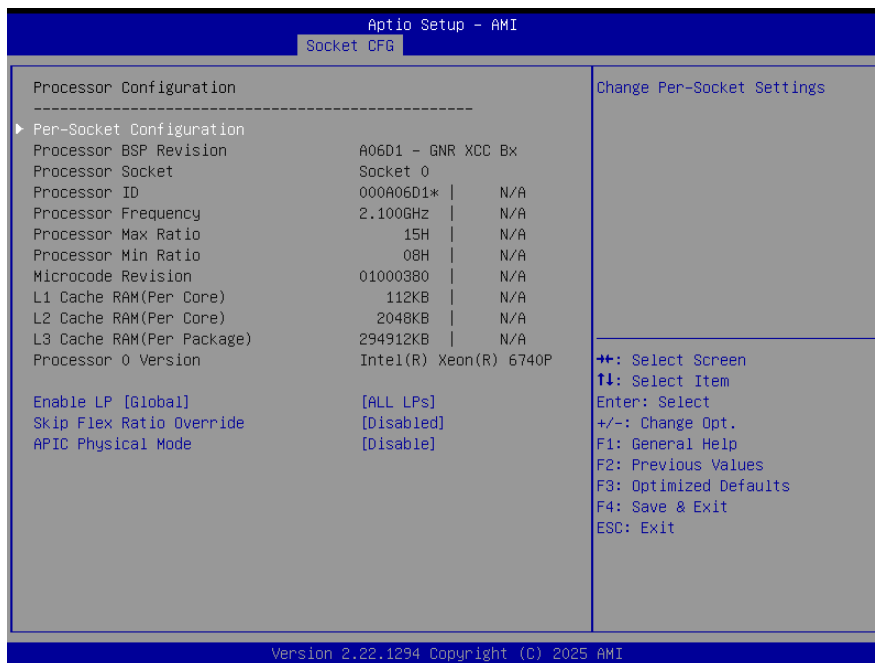 Aptio Setup - AMI
Socket CFG
Processor Configuration
--------------------------------------------------
Per-Socket Configuration
Processor BSP Revision A06D1 - GNR XCC Bx
Processor Socket Socket 0
Processor ID 000A06D1* | N/A
Processor Frequency 2.100GHz | N/A
Processor Max Ratio 15H | N/A
Processor Min Ratio 08H | N/A
Microcode Revision 01000380 | N/A
L1 Cache RAM(Per Core) 112KB | N/A
L2 Cache RAM(Per Core) 2048KB | N/A
L3 Cache RAM(Per Package) 294912KB | N/A
Processor 0 Version Intel(R) Xeon(R) 6740P
Enable LP [Global] [ALL LPs]
Skip Flex Ratio Override [Disabled]
APIC Physical Mode [Disable]
Change Per-Socket Settings
→←: Select Screen
↑↓: Select Item
Enter: Select
+/-: Change Opt.
F1: General Help
F2: Previous Values
F3: Optimized Defaults
F4: Save & Exit
ESC: Exit
Version 2.22.1294 Copyright (C) 2025 AMI